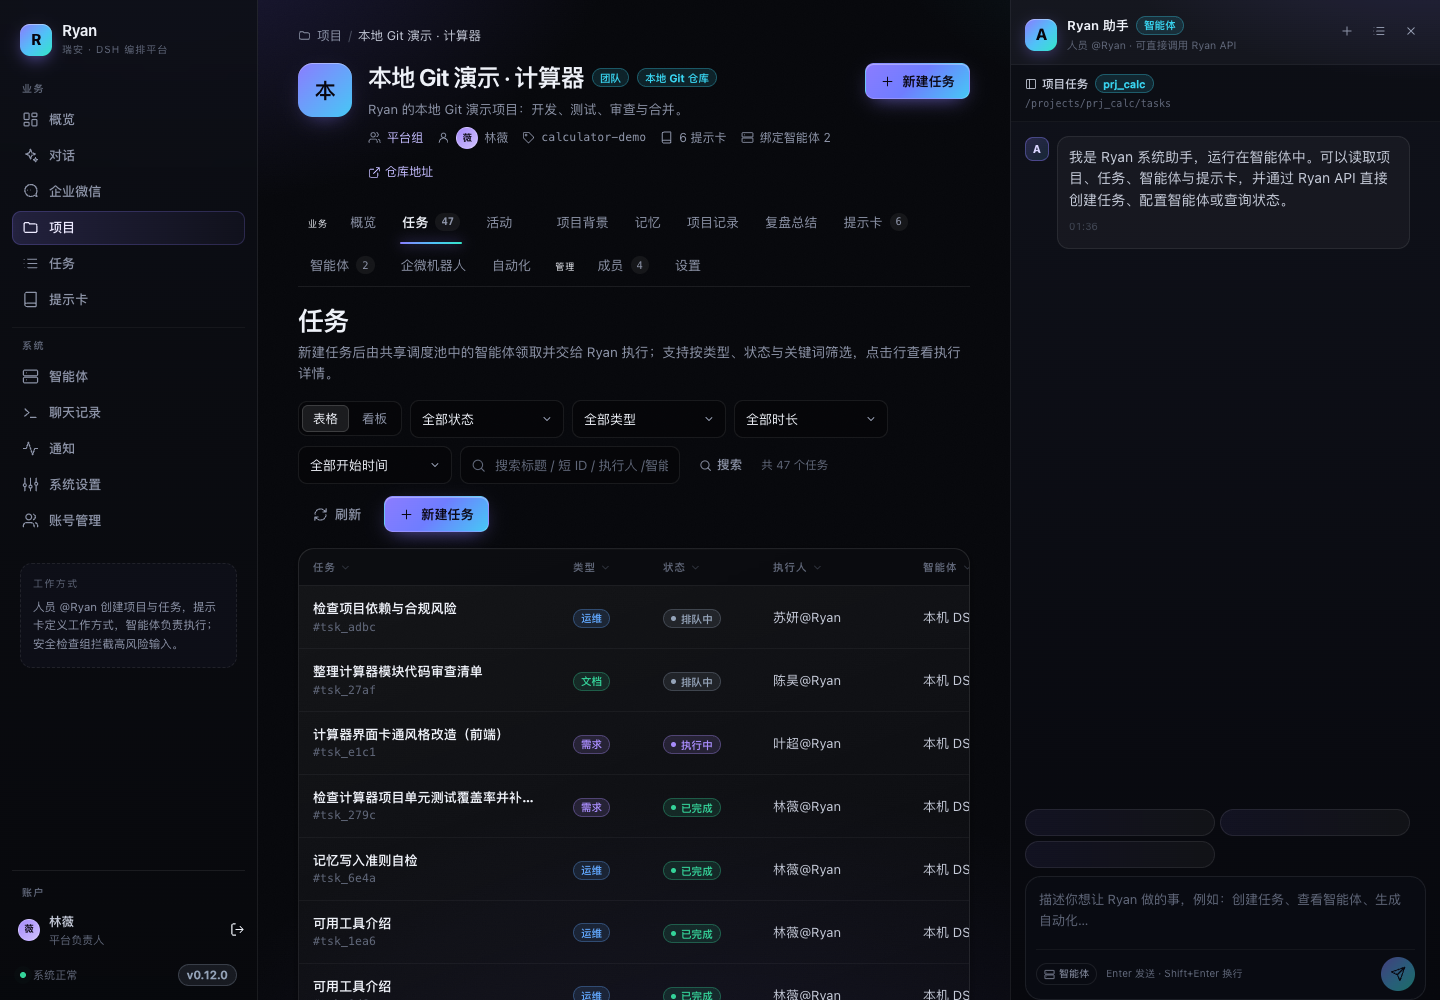 R
Ryan
瑞安 · DSH 编排平台
业务
概览
对话
企业微信
项目
任务
提示卡
系统
智能体
聊天记录
通知
系统设置
账号管理
工作方式
人员 @Ryan 创建项目与任务，提示
卡定义工作方式，智能体负责执行；
安全检查组拦截高风险输入。
账户
薇
林薇
平台负责人
系统正常
v0.12.0
项目 / 本地 Git 演示 · 计算器
本
本地 Git 演示 · 计算器
团队
本地 Git 仓库
新建任务
Ryan 的本地 Git 演示项目：开发、测试、审查与合并。
平台组
薇 林薇
calculator-demo
6 提示卡
绑定智能体 2
仓库地址
业务 概览 任务 47 活动 项目背景 记忆 项目记录 复盘总结 提示卡 6
智能体 2 企微机器人 自动化 管理 成员 4 设置
任务
新建任务后由共享调度池中的智能体领取并交给 Ryan 执行；支持按类型、状态与关键词筛选，点击行查看执行
详情。
表格 看板 全部状态 全部类型 全部时长
全部开始时间 搜索标题 / 短 ID / 执行人 /智能 搜索 共 47 个任务
刷新 新建任务
任务 类型 状态 执行人 智能体
检查项目依赖与合规风险
#tsk_adbc
运维 排队中 苏妍@Ryan 本机 DS
整理计算器模块代码审查清单
#tsk_27af
文档 排队中 陈昊@Ryan 本机 DS
计算器界面卡通风格改造（前端）
#tsk_e1c1
需求 执行中 叶超@Ryan 本机 DS
检查计算器项目单元测试覆盖率并补...
#tsk_279c
需求 已完成 林薇@Ryan 本机 DS
记忆写入准则自检
#tsk_6e4a
运维 已完成 林薇@Ryan 本机 DS
可用工具介绍
#tsk_1ea6
运维 已完成 林薇@Ryan 本机 DS
可用工具介绍
运维 已完成 林薇@Ryan 本机 DS
A
Ryan 助手 智能体
人员 @Ryan · 可直接调用 Ryan API
项目任务 prj_calc
/projects/prj_calc/tasks
A
我是 Ryan 系统助手，运行在智能体中。可以读取项
目、任务、智能体与提示卡，并通过 Ryan API 直接
创建任务、配置智能体或查询状态。
01:36
描述你想让 Ryan 做的事，例如：创建任务、查看智能体、生成
自动化...
智能体 Enter 发送 · Shift+Enter 换行